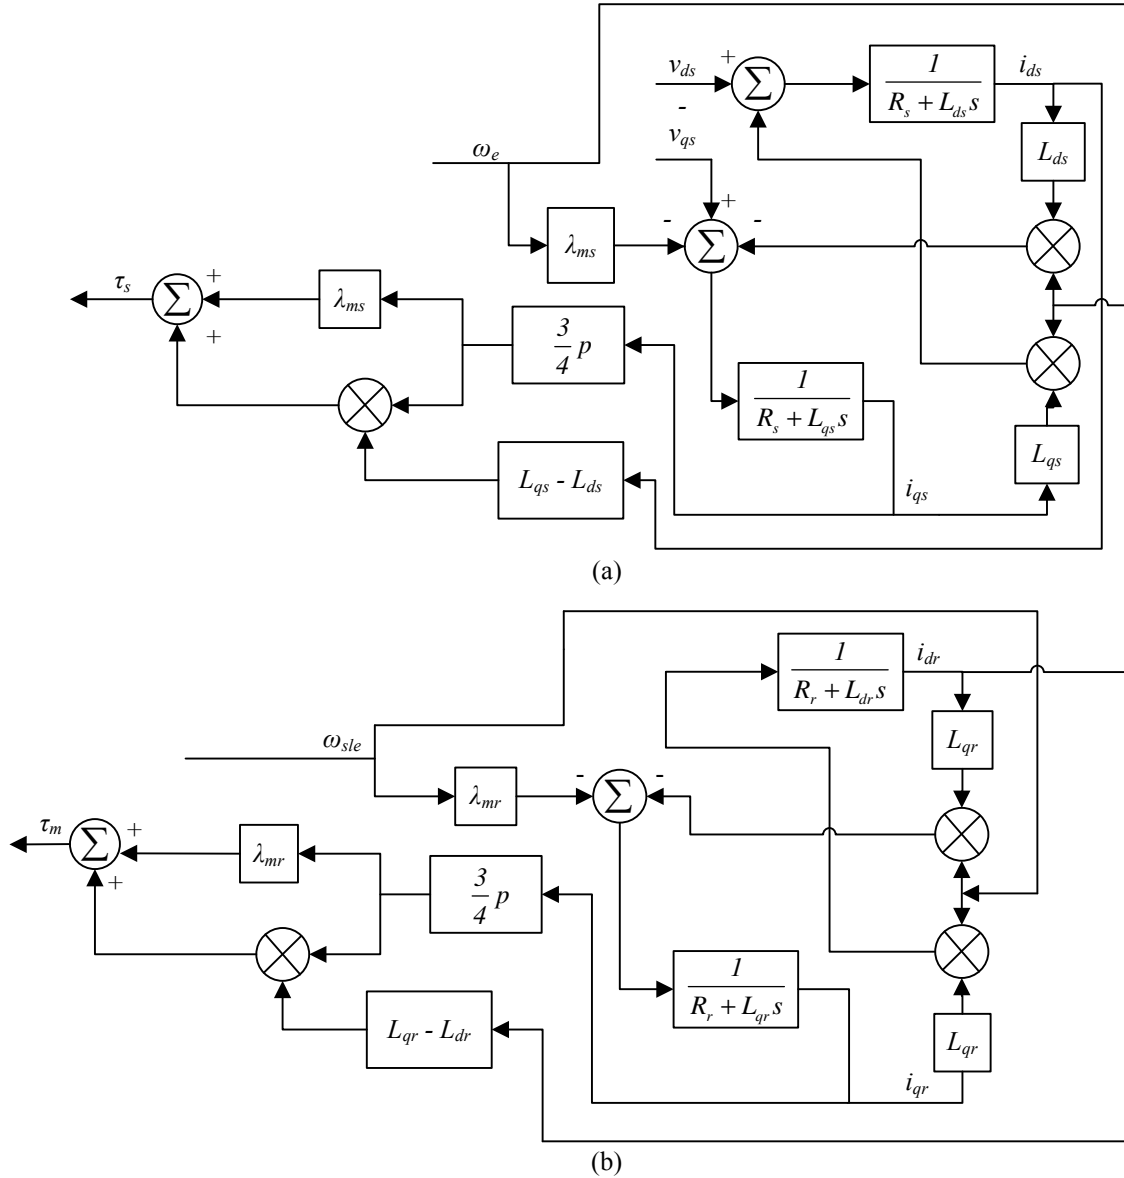 v_ds + Σ 1 / (R_s + L_ds s) i_ds
-
v_qs
L_ds
ω_e
+
- Σ -
λ_ms
τ_s Σ +
+
λ_ms
3/4 p
1 / (R_s + L_qs s)
L_qs
L_qs - L_ds
i_qs
(a)
1 / (R_r + L_dr s) i_dr
L_qr
ω_sle
λ_mr - Σ -
τ_m Σ +
+
λ_mr
3/4 p
1 / (R_r + L_qr s)
L_qr - L_dr
L_qr
i_qr
(b)